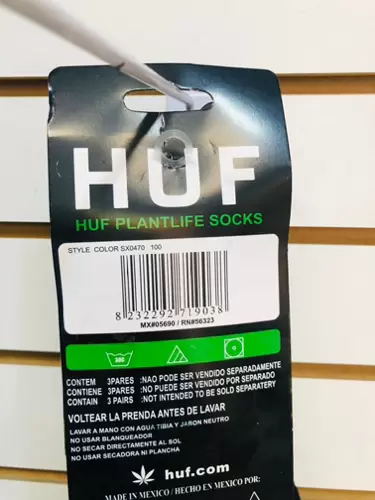 HUF
HUF PLANTLIFE SOCKS
STYLE COLOR SX0470 100
8 232292 719038
MX#05690 / RN#56323
380
CONTEM 3PARES :NAO PODE SER VENDIDO SEPARADAMENTE
CONTIENE 3PARES :NO PUEDE SER VENDIDO POR SEPARADO
CONTAIN 3 PAIRS :NOT INTENDED TO BE SOLD SEPARATERY
VOLTEAR LA PRENDA ANTES DE LAVAR
LAVAR A MANO CON AGUA TIBIA Y JABON NEUTRO
NO USAR BLANQUEADOR
NO SECAR DIRECTAMENTE AL SOL
NO USAR SECADORA NI PLANCHA
huf.com
MADE IN MEXICO / HECHO EN MEXICO POR: